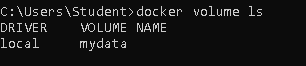 C:\Users\Student>docker volume ls
DRIVER    VOLUME NAME
local     mydata